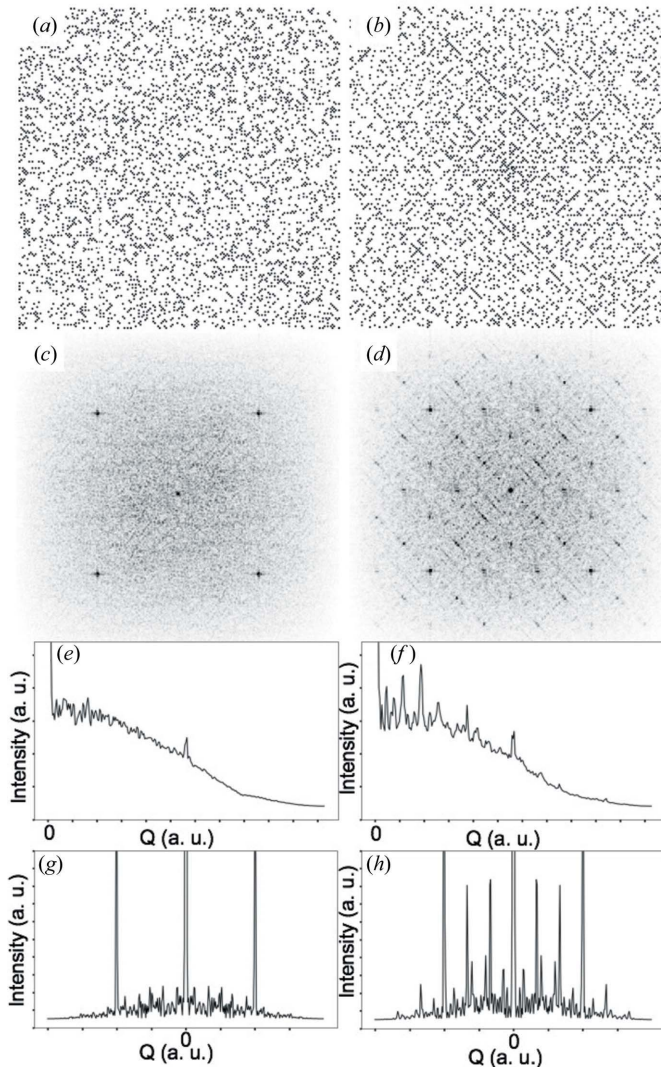 (a)
(b)
(c)
(d)
(e)
Intensity (a. u.)
0
Q (a. u.)
(f)
Intensity (a. u.)
0
Q (a. u.)
(g)
Intensity (a. u.)
0
Q (a. u.)
(h)
Intensity (a. u.)
0
Q (a. u.)